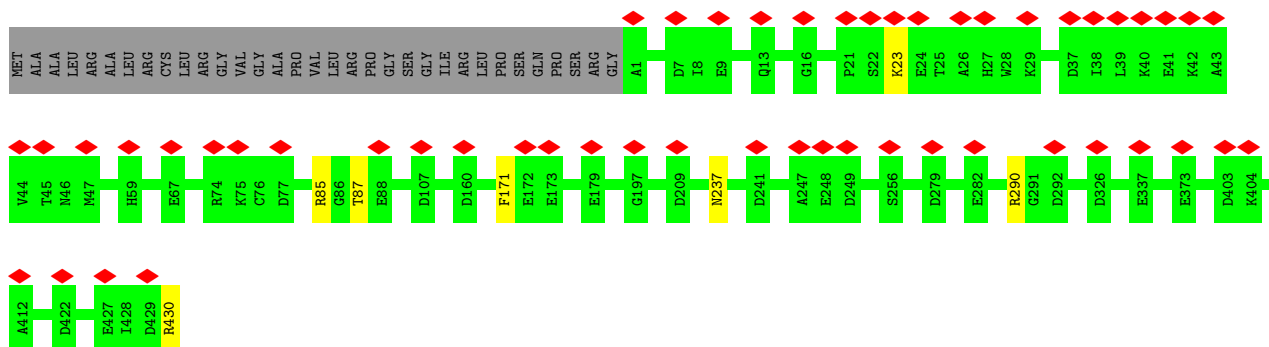 MET ALA ALA LEU ARG ALA LEU ARG CYS LEU ARG GLY VAL GLY ALA PRO VAL LEU ARG PRO GLY SER GLY ILE ARG LEU PRO SER GLN PRO SER ARG GLY A1 D7 I8 E9 Q13 G16 P21 S22 K23 E24 T25 A26 H27 W28 K29 D37 I38 L39 K40 E41 K42 A43
V44 T45 N46 M47 H59 E67 R74 K75 C76 D77 R85 G86 T87 E88 D107 D160 F171 E172 E173 E179 G197 D209 N237 D241 A247 E248 D249 S256 D279 E282 R290 G291 D292 D326 E337 E373 D403 K404
A412 D422 E427 I428 D429 R430